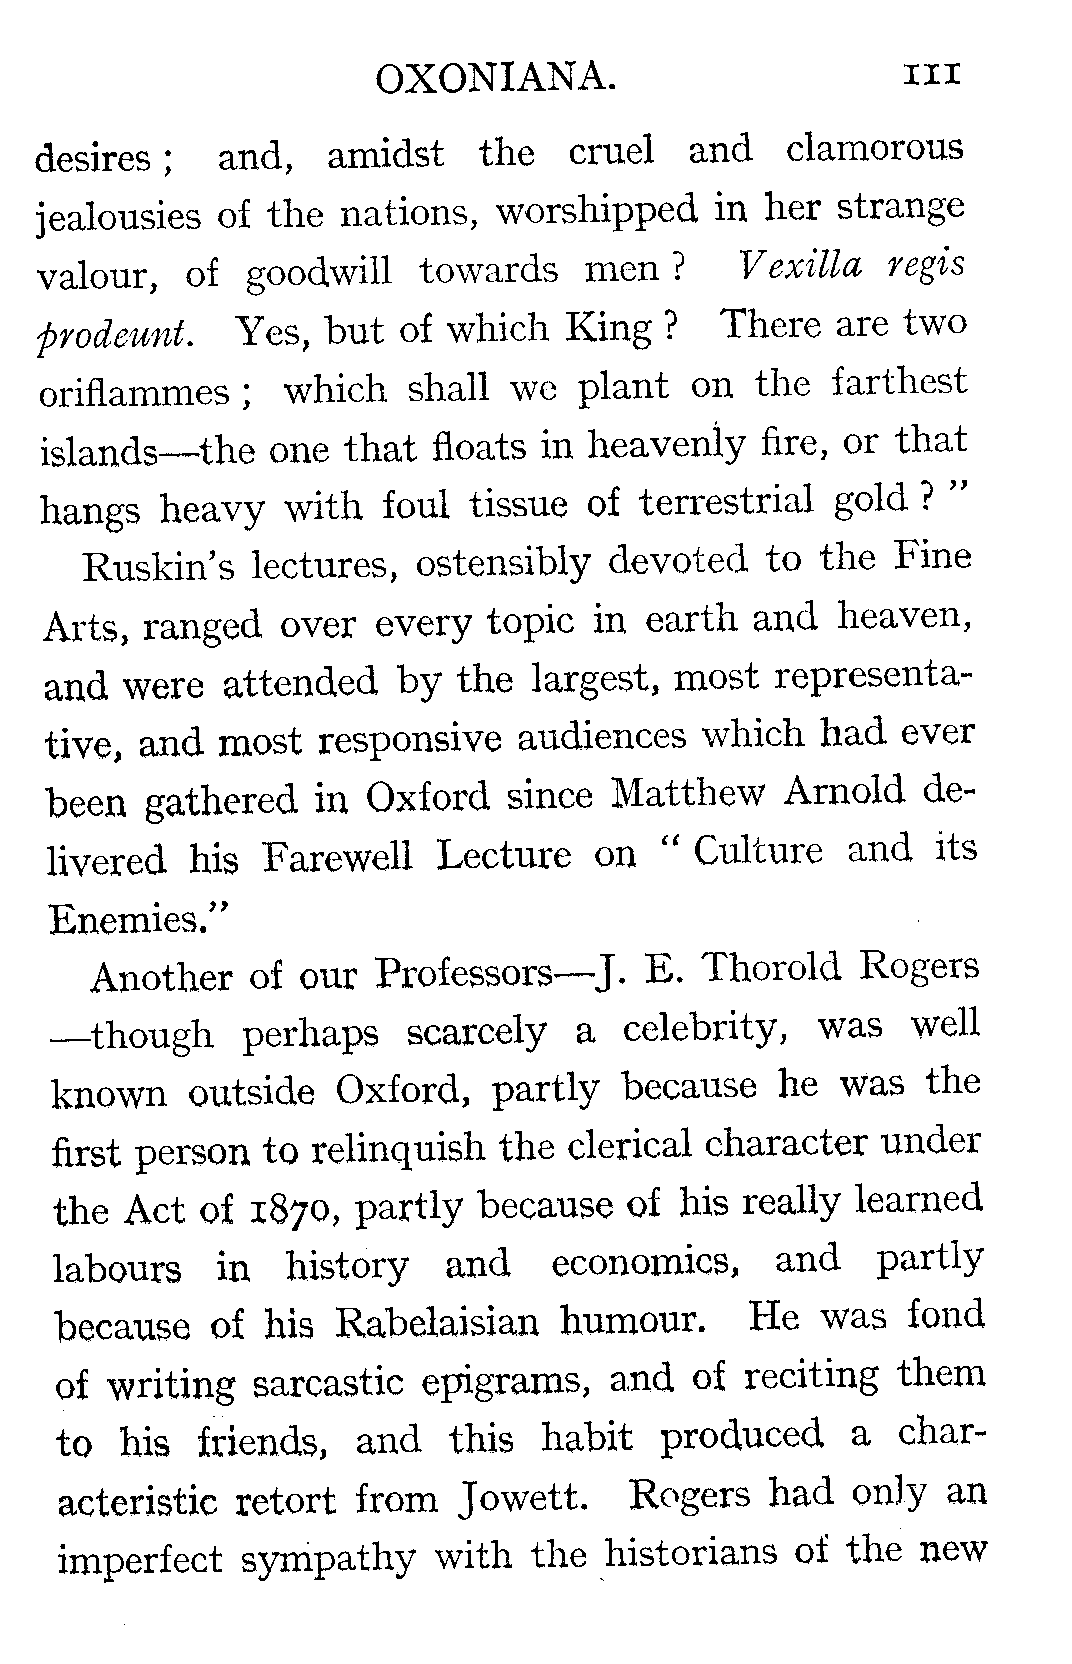 OXONIANA. 111
desires ; and, amidst the cruel and clamorous
jealousies of the nations, worshipped in her strange
valour, of goodwill towards men ? Vexilla regis
prodeunt. Yes, but of which King ? There are two
oriflammes ; which shall we plant on the farthest
islands—the one that floats in heavenly fire, or that
hangs heavy with foul tissue of terrestrial gold ? ”
Ruskin’s lectures, ostensibly devoted to the Fine
Arts, ranged over every topic in earth and heaven,
and were attended by the largest, most representa-
tive, and most responsive audiences which had ever
been gathered in Oxford since Matthew Arnold de-
livered his Farewell Lecture on “ Culture and its
Enemies.”
Another of our Professors—J. E. Thorold Rogers
—though perhaps scarcely a celebrity, was well
known outside Oxford, partly because he was the
first person to relinquish the clerical character under
the Act of 1870, partly because of his really learned
labours in history and economics, and partly
because of his Rabelaisian humour. He was fond
of writing sarcastic epigrams, and of reciting them
to his friends, and this habit produced a char-
acteristic retort from Jowett. Rogers had only an
imperfect sympathy with the historians of the new